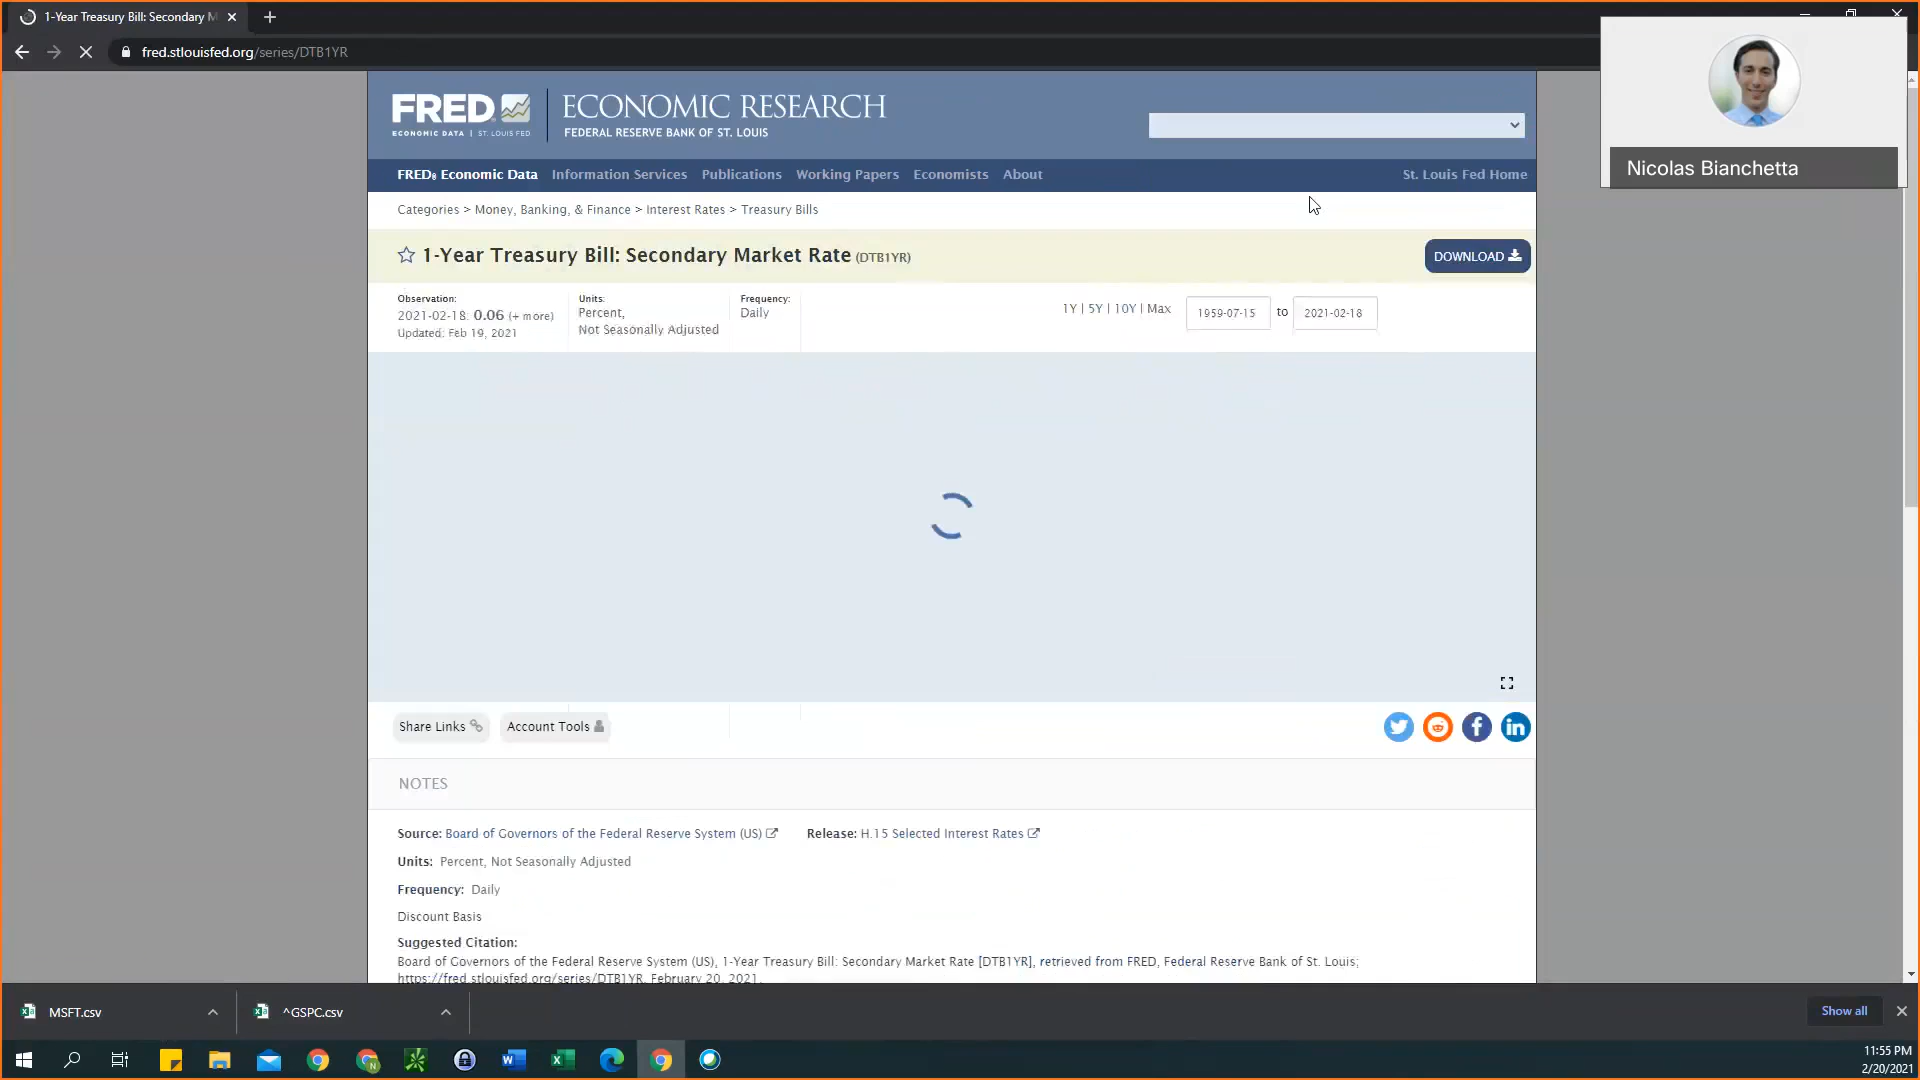 1-Year Treasury Bill: Secondary M
fred.stlouisfed.org/series/DTB1YR
Nicolas Bianchetta
FRED
ECONOMIC DATA | ST. LOUIS FED
ECONOMIC RESEARCH
FEDERAL RESERVE BANK OF ST. LOUIS
FRED® Economic Data Information Services Publications Working Papers Economists About St. Louis Fed Home
Categories > Money, Banking, & Finance > Interest Rates > Treasury Bills
1-Year Treasury Bill: Secondary Market Rate (DTB1YR)
DOWNLOAD
Observation:
2021-02-18: 0.06 (+ more)
Updated: Feb 19, 2021
Units:
Percent,
Not Seasonally Adjusted
Frequency:
Daily
1Y | 5Y | 10Y | Max 1959-07-15 to 2021-02-18
Share Links Account Tools
NOTES
Source: Board of Governors of the Federal Reserve System (US) Release: H.15 Selected Interest Rates
Units: Percent, Not Seasonally Adjusted
Frequency: Daily
Discount Basis
Suggested Citation:
Board of Governors of the Federal Reserve System (US), 1-Year Treasury Bill: Secondary Market Rate [DTB1YR], retrieved from FRED, Federal Reserve Bank of St. Louis;
https://fred.stlouisfed.org/series/DTB1YR, February 20, 2021.
MSFT.csv ^GSPC.csv Show all
11:55 PM
2/20/2021